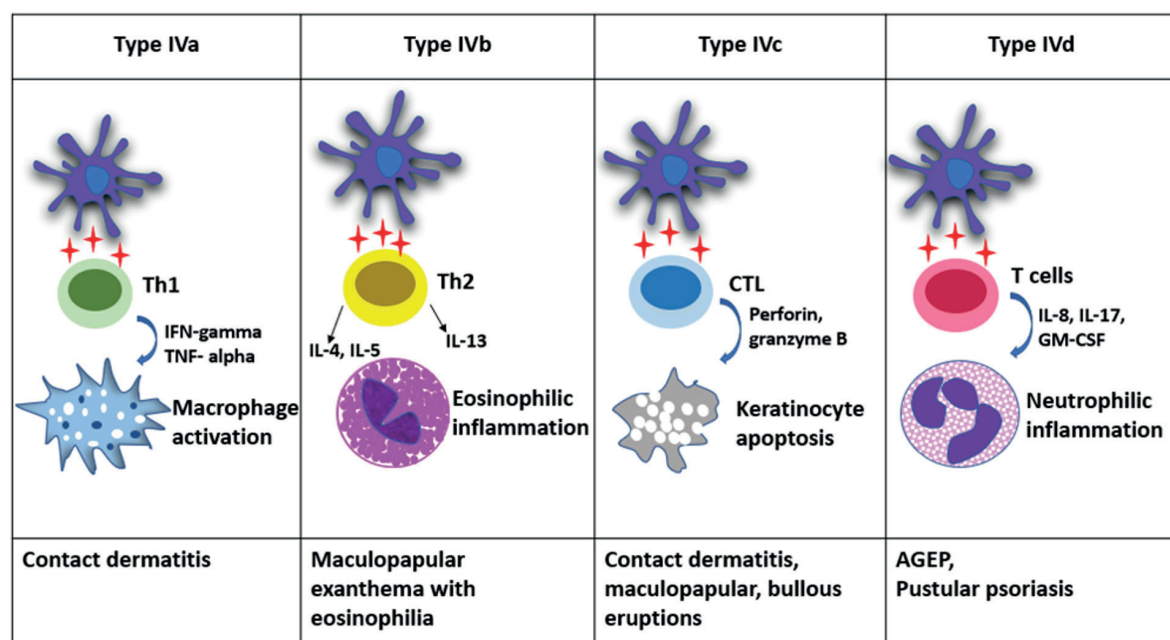 Type IVa
Type IVb
Type IVc
Type IVd
Th1
IFN-gamma
TNF- alpha
Macrophage
activation
Th2
IL-4, IL-5
IL-13
Eosinophilic
inflammation
CTL
Perforin,
granzyme B
Keratinocyte
apoptosis
T cells
IL-8, IL-17,
GM-CSF
Neutrophilic
inflammation
Contact dermatitis
Maculopapular
exanthema with
eosinophilia
Contact dermatitis,
maculopapular, bullous
eruptions
AGEP,
Pustular psoriasis